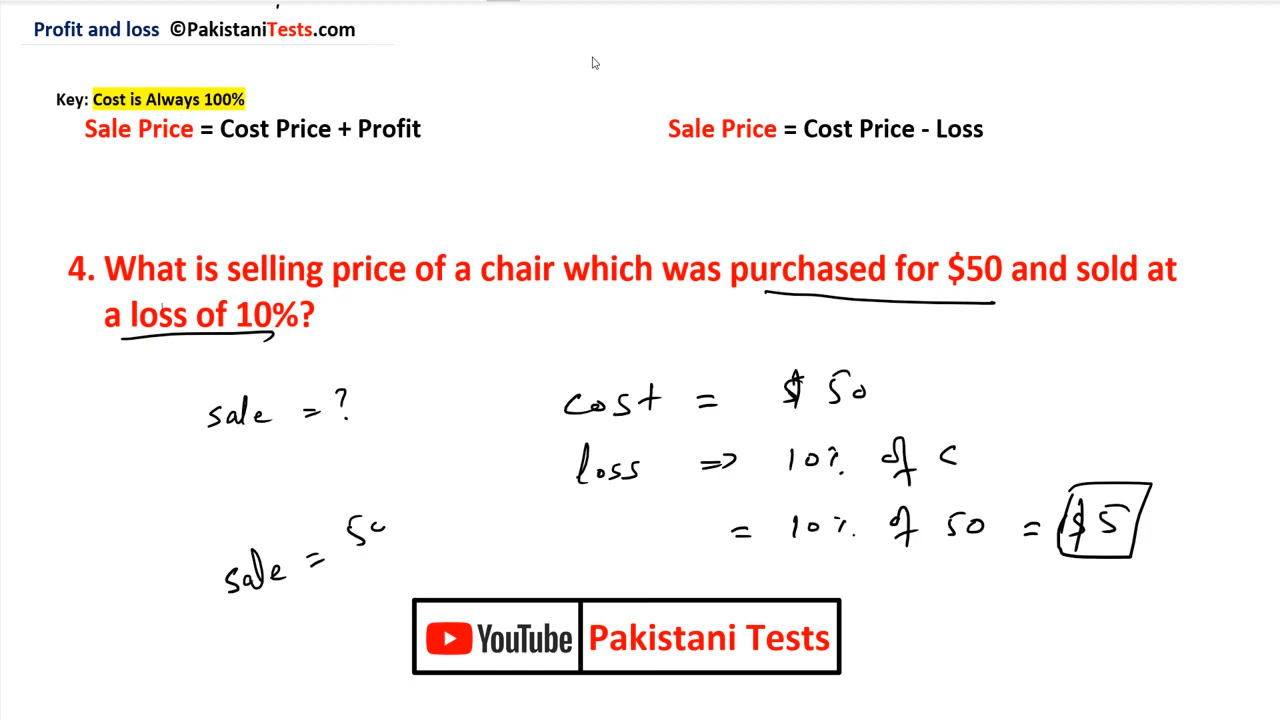 Profit and loss ©PakistaniTests.com
Key: Cost is Always 100%
Sale Price = Cost Price + Profit
Sale Price = Cost Price - Loss
4. What is selling price of a chair which was purchased for $50 and sold at
a loss of 10%?
sale = ?
cost = $ 50
loss => 10% of C
= 10% of 50 = $ 5
sale = 50
YouTube Pakistani Tests